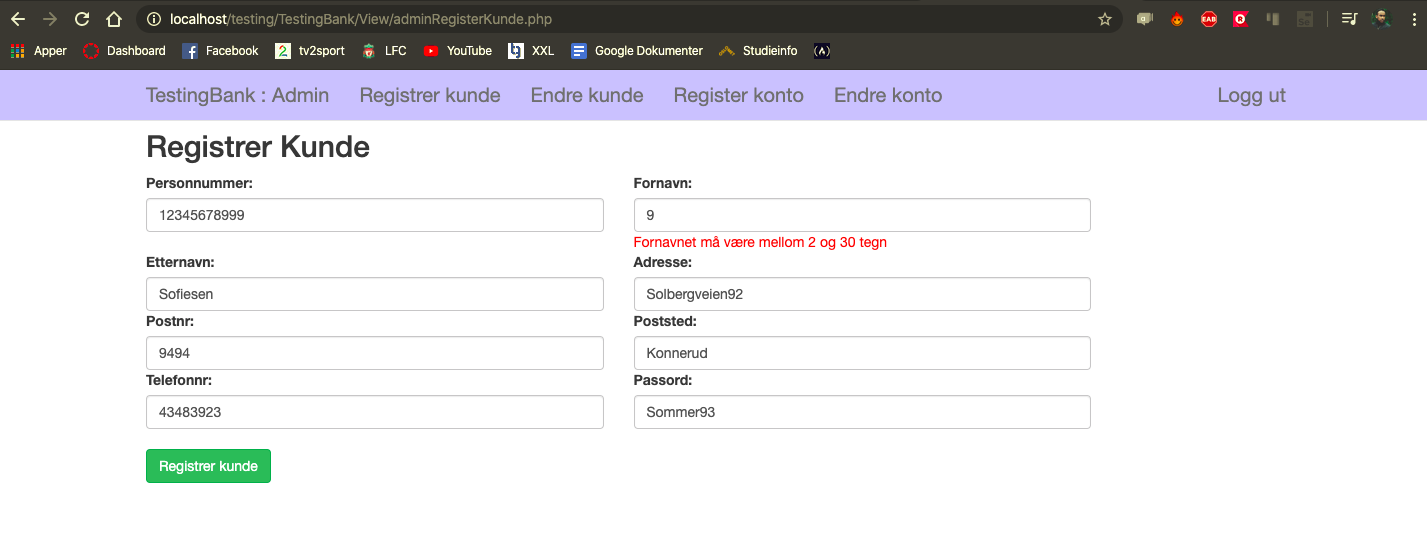 localhost/testing/TestingBank/View/adminRegisterKunde.php
EAB
Apper Dashboard Facebook tv2sport LFC YouTube XXL Google Dokumenter Studieinfo
TestingBank : Admin Registrer kunde Endre kunde Register konto Endre konto Logg ut
Registrer Kunde
Personnummer: Fornavn:
12345678999 9
Fornavnet må være mellom 2 og 30 tegn
Etternavn: Adresse:
Sofiesen Solbergveien92
Postnr: Poststed:
9494 Konnerud
Telefonnr: Passord:
43483923 Sommer93
Registrer kunde